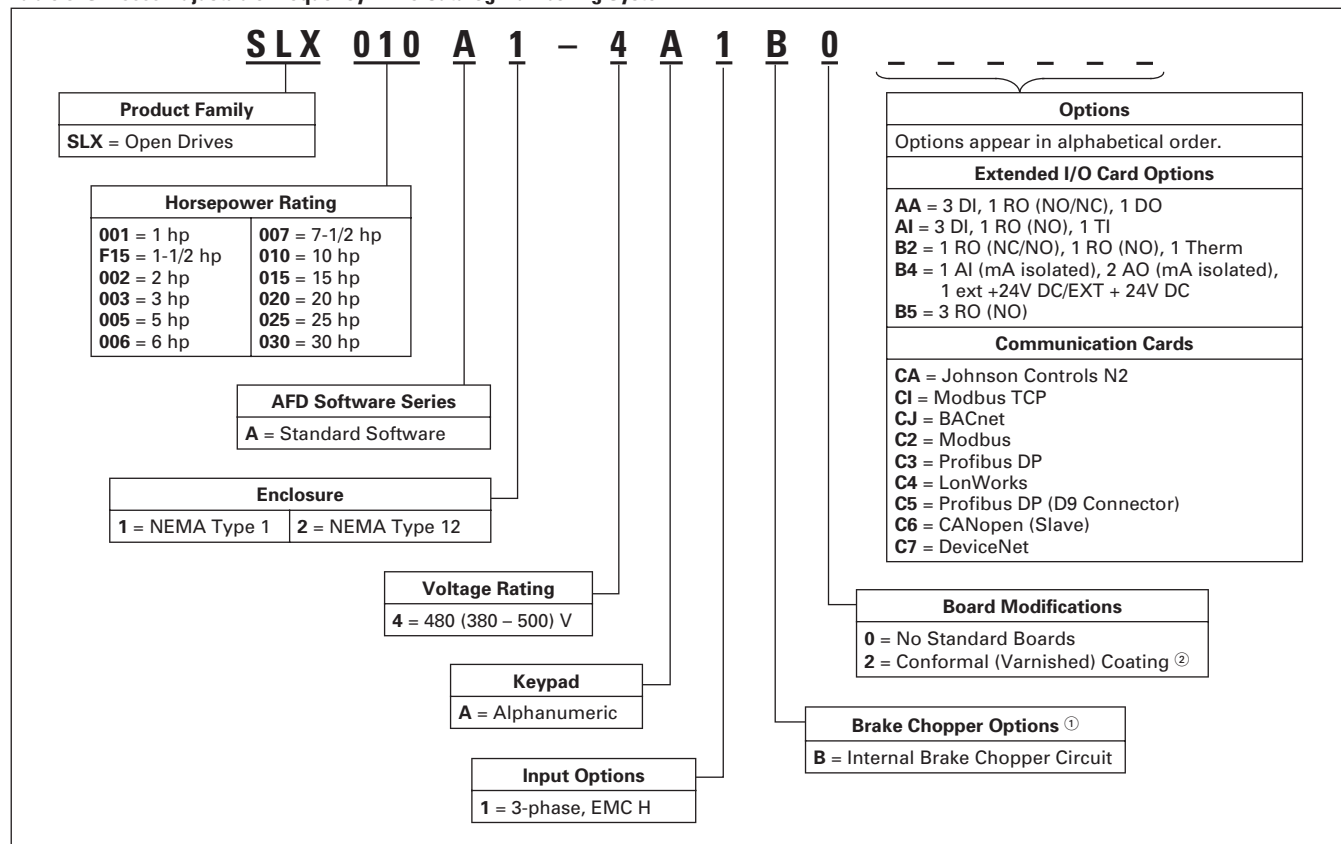 SLX 010 A 1 – 4 A 1 B 0 _ _ _ _ _ _
Product Family
SLX = Open Drives
Horsepower Rating
001 = 1 hp
F15 = 1-1/2 hp
002 = 2 hp
003 = 3 hp
005 = 5 hp
006 = 6 hp
007 = 7-1/2 hp
010 = 10 hp
015 = 15 hp
020 = 20 hp
025 = 25 hp
030 = 30 hp
AFD Software Series
A = Standard Software
Enclosure
1 = NEMA Type 1
2 = NEMA Type 12
Voltage Rating
4 = 480 (380 – 500) V
Keypad
A = Alphanumeric
Input Options
1 = 3-phase, EMC H
Options
Options appear in alphabetical order.
Extended I/O Card Options
AA = 3 DI, 1 RO (NO/NC), 1 DO
AI = 3 DI, 1 RO (NO), 1 TI
B2 = 1 RO (NC/NO), 1 RO (NO), 1 Therm
B4 = 1 AI (mA isolated), 2 AO (mA isolated),
1 ext +24V DC/EXT + 24V DC
B5 = 3 RO (NO)
Communication Cards
CA = Johnson Controls N2
CI = Modbus TCP
CJ = BACnet
C2 = Modbus
C3 = Profibus DP
C4 = LonWorks
C5 = Profibus DP (D9 Connector)
C6 = CANopen (Slave)
C7 = DeviceNet
Board Modifications
0 = No Standard Boards
2 = Conformal (Varnished) Coating ②
Brake Chopper Options ①
B = Internal Brake Chopper Circuit